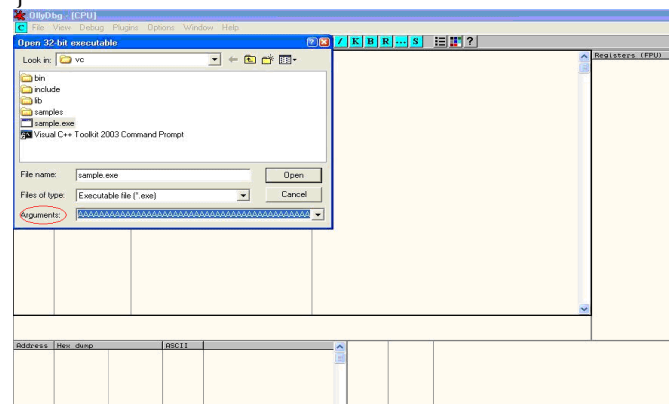 OllyDbg - [CPU]
C File View Debug Plugins Options Window Help
Open 32-bit executable
/ K B R ... S ?
Registers (FPU)
Look in: vc
bin
include
lib
samples
sample.exe
Visual C++ Toolkit 2003 Command Prompt
File name: sample.exe Open
Files of type: Executable file (*.exe) Cancel
Arguments:
Address Hex dump ASCII